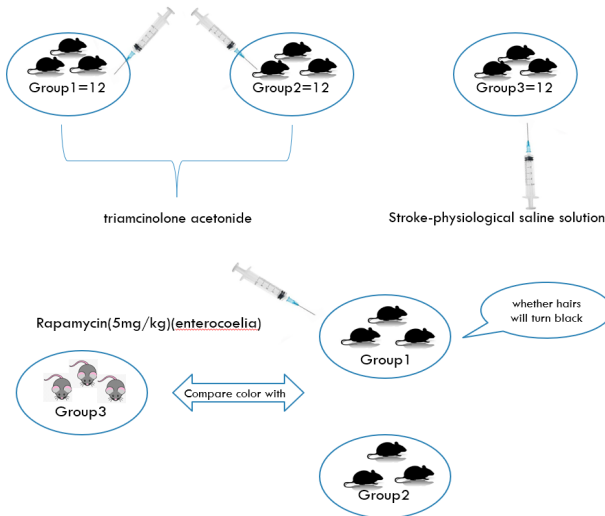 Group1=12
Group2=12
Group3=12
triamcinolone acetonide
Stroke-physiological saline solution
Rapamycin(5mg/kg)(enterocoelia)
whether hairs
will turn black
Group1
Compare color with
Group3
Group2